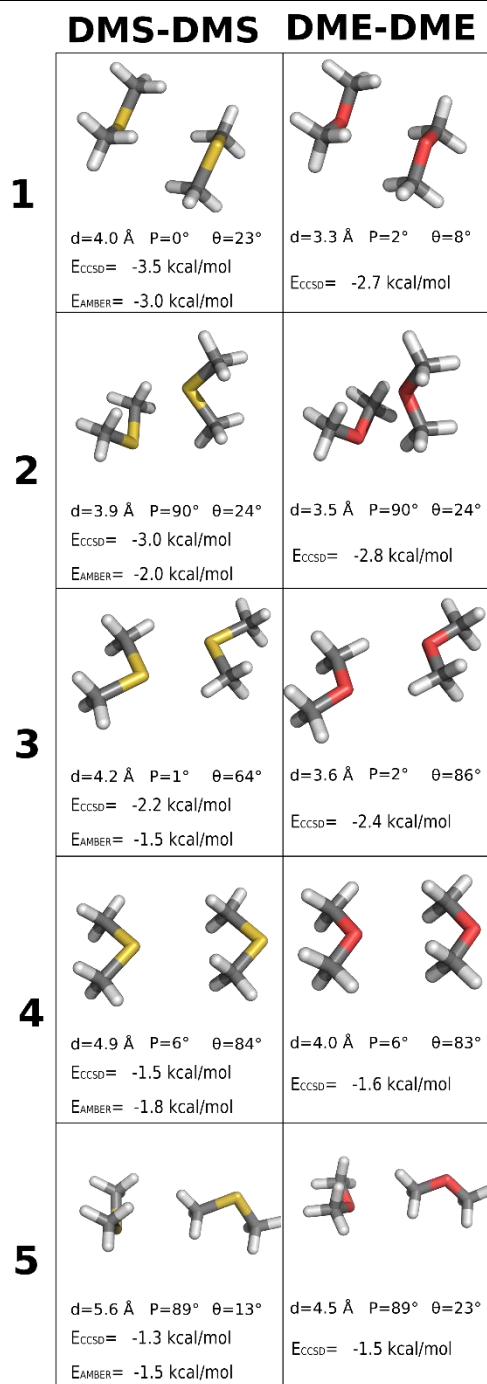 DMS-DMS DME-DME
1
d=4.0 Å P=0° θ=23°
ECCSD= -3.5 kcal/mol
EAMBER= -3.0 kcal/mol
d=3.3 Å P=2° θ=8°
ECCSD= -2.7 kcal/mol
2
d=3.9 Å P=90° θ=24°
ECCSD= -3.0 kcal/mol
EAMBER= -2.0 kcal/mol
d=3.5 Å P=90° θ=24°
ECCSD= -2.8 kcal/mol
3
d=4.2 Å P=1° θ=64°
ECCSD= -2.2 kcal/mol
EAMBER= -1.5 kcal/mol
d=3.6 Å P=2° θ=86°
ECCSD= -2.4 kcal/mol
4
d=4.9 Å P=6° θ=84°
ECCSD= -1.5 kcal/mol
EAMBER= -1.8 kcal/mol
d=4.0 Å P=6° θ=83°
ECCSD= -1.6 kcal/mol
5
d=5.6 Å P=89° θ=13°
ECCSD= -1.3 kcal/mol
EAMBER= -1.5 kcal/mol
d=4.5 Å P=89° θ=23°
ECCSD= -1.5 kcal/mol